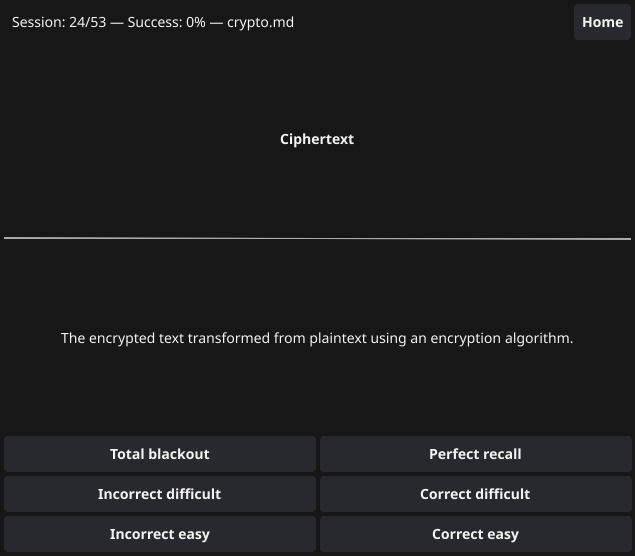 Session: 24/53 — Success: 0% — crypto.md
Home
Ciphertext
The encrypted text transformed from plaintext using an encryption algorithm.
Total blackout
Perfect recall
Incorrect difficult
Correct difficult
Incorrect easy
Correct easy